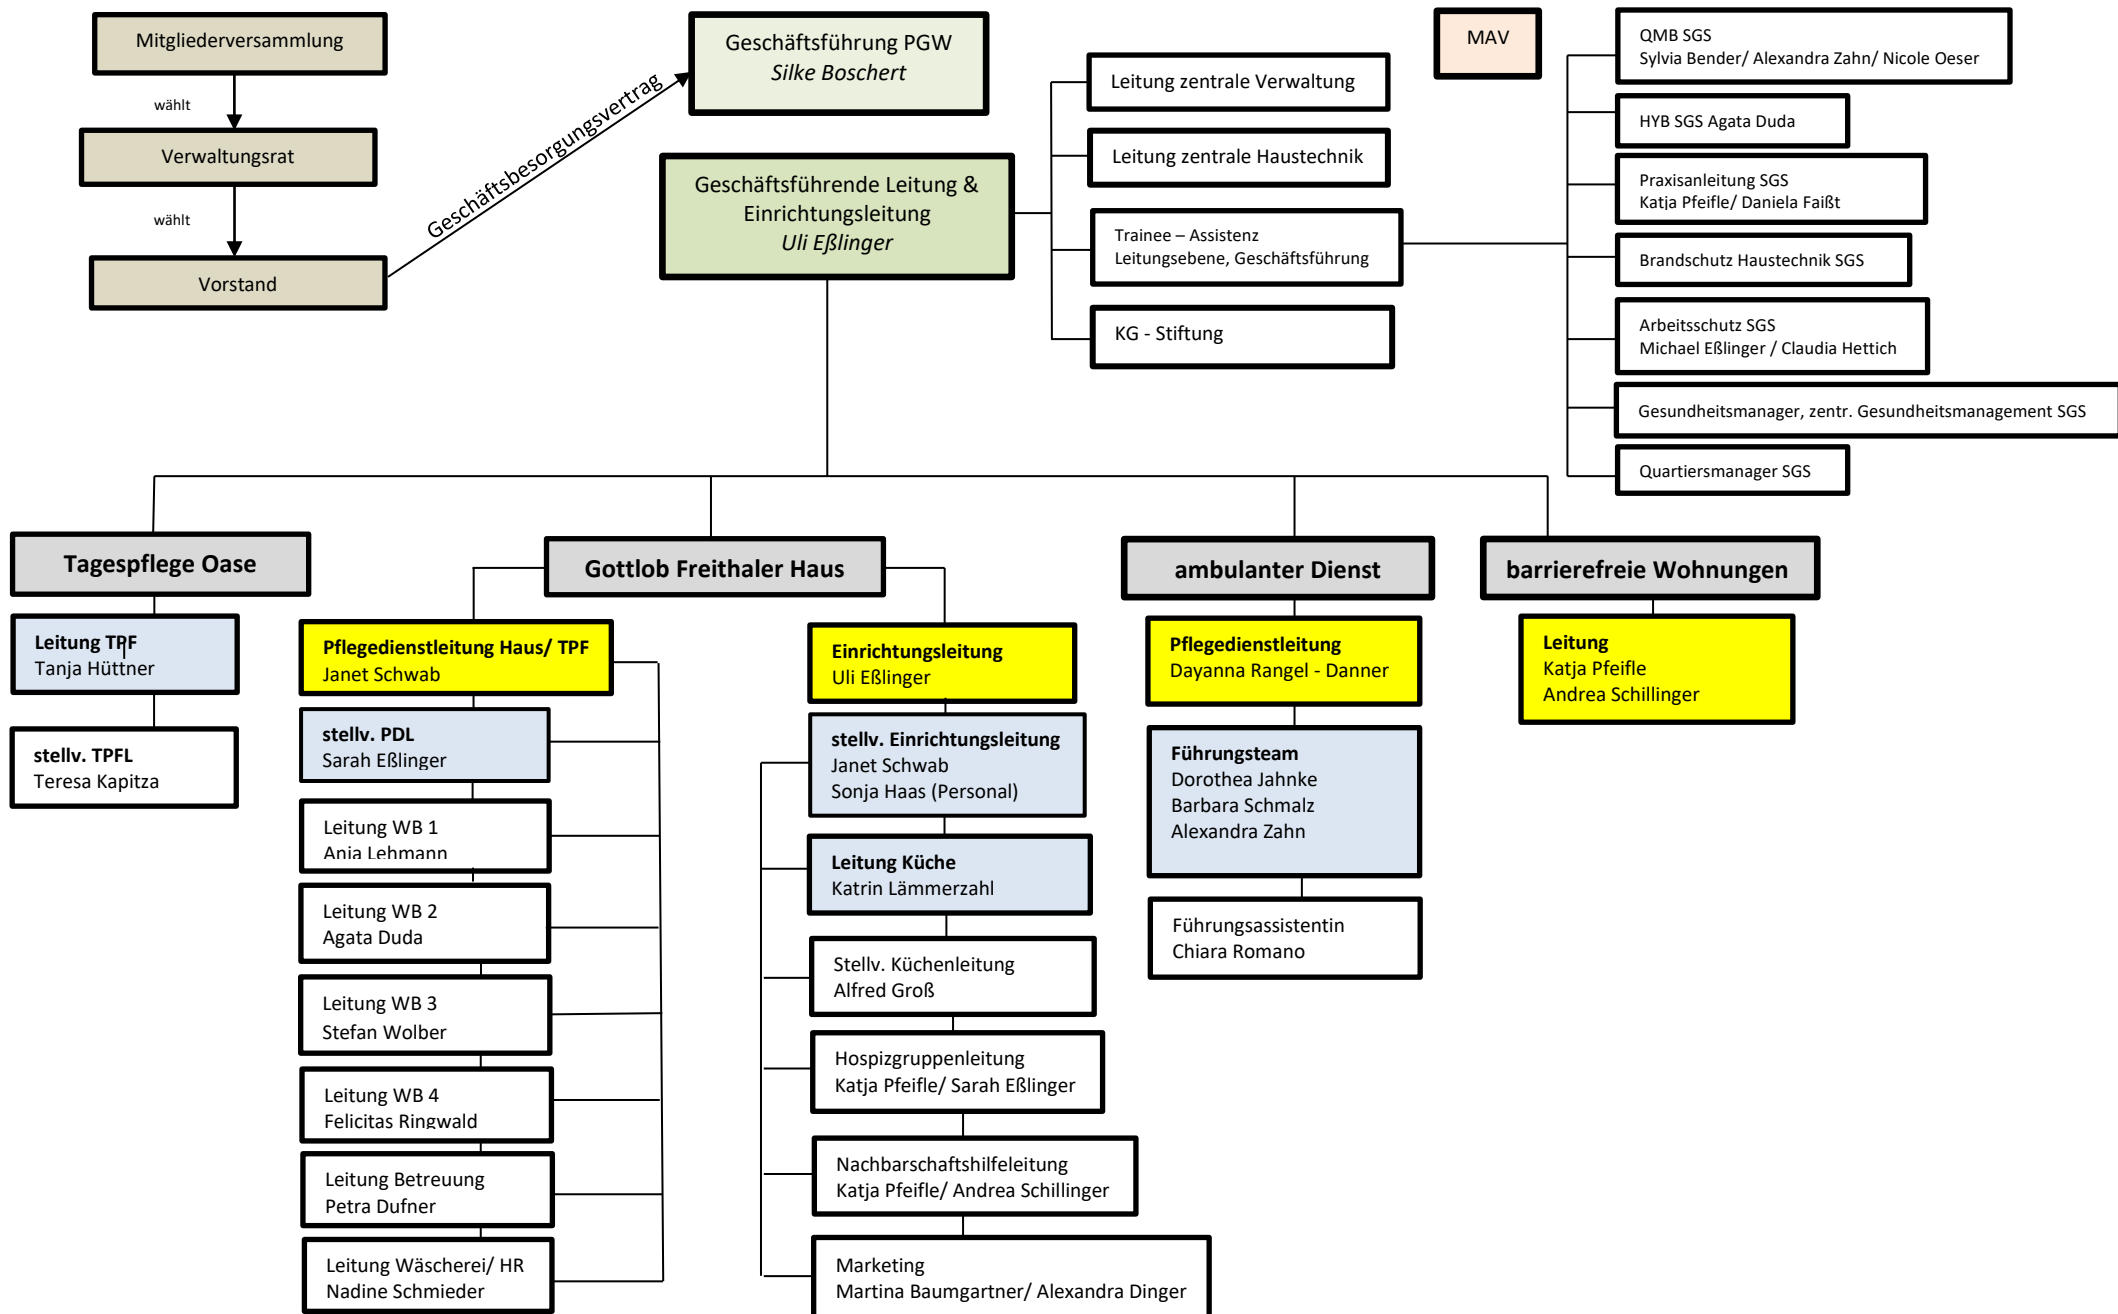 Mitgliederversammlung
wählt
Verwaltungsrat
wählt
Vorstand
Geschäftsbesorgungsvertrag
Geschäftsführung PGW
Silke Boschert
Geschäftsführende Leitung &
Einrichtungsleitung
Uli Eßlinger
Leitung zentrale Verwaltung
Leitung zentrale Haustechnik
Trainee – Assistenz
Leitungsebene, Geschäftsführung
KG - Stiftung
MAV
QMB SGS
Sylvia Bender/ Alexandra Zahn/ Nicole Oeser
HYB SGS Agata Duda
Praxisanleitung SGS
Katja Pfeifle/ Daniela Faißt
Brandschutz Haustechnik SGS
Arbeitsschutz SGS
Michael Eßlinger / Claudia Hettich
Gesundheitsmanager, zentr. Gesundheitsmanagement SGS
Quartiersmanager SGS
Tagespflege Oase
Leitung TPF
Tanja Hüttner
stellv. TPFL
Teresa Kapitza
Gottlob Freithaler Haus
Pflegedienstleitung Haus/ TPF
Janet Schwab
stellv. PDL
Sarah Eßlinger
Leitung WB 1
Anja Lehmann
Leitung WB 2
Agata Duda
Leitung WB 3
Stefan Wolber
Leitung WB 4
Felicitas Ringwald
Leitung Betreuung
Petra Dufner
Leitung Wäscherei/ HR
Nadine Schmieder
Einrichtungsleitung
Uli Eßlinger
stellv. Einrichtungsleitung
Janet Schwab
Sonja Haas (Personal)
Leitung Küche
Katrin Lämmerzahl
Stellv. Küchenleitung
Alfred Groß
Hospizgruppenleitung
Katja Pfeifle/ Sarah Eßlinger
Nachbarschaftshilfeleitung
Katja Pfeifle/ Andrea Schillinger
Marketing
Martina Baumgartner/ Alexandra Dinger
ambulanter Dienst
Pflegedienstleitung
Dayanna Rangel - Danner
Führungsteam
Dorothea Jahnke
Barbara Schmalz
Alexandra Zahn
Führungsassistentin
Chiara Romano
barrierefreie Wohnungen
Leitung
Katja Pfeifle
Andrea Schillinger